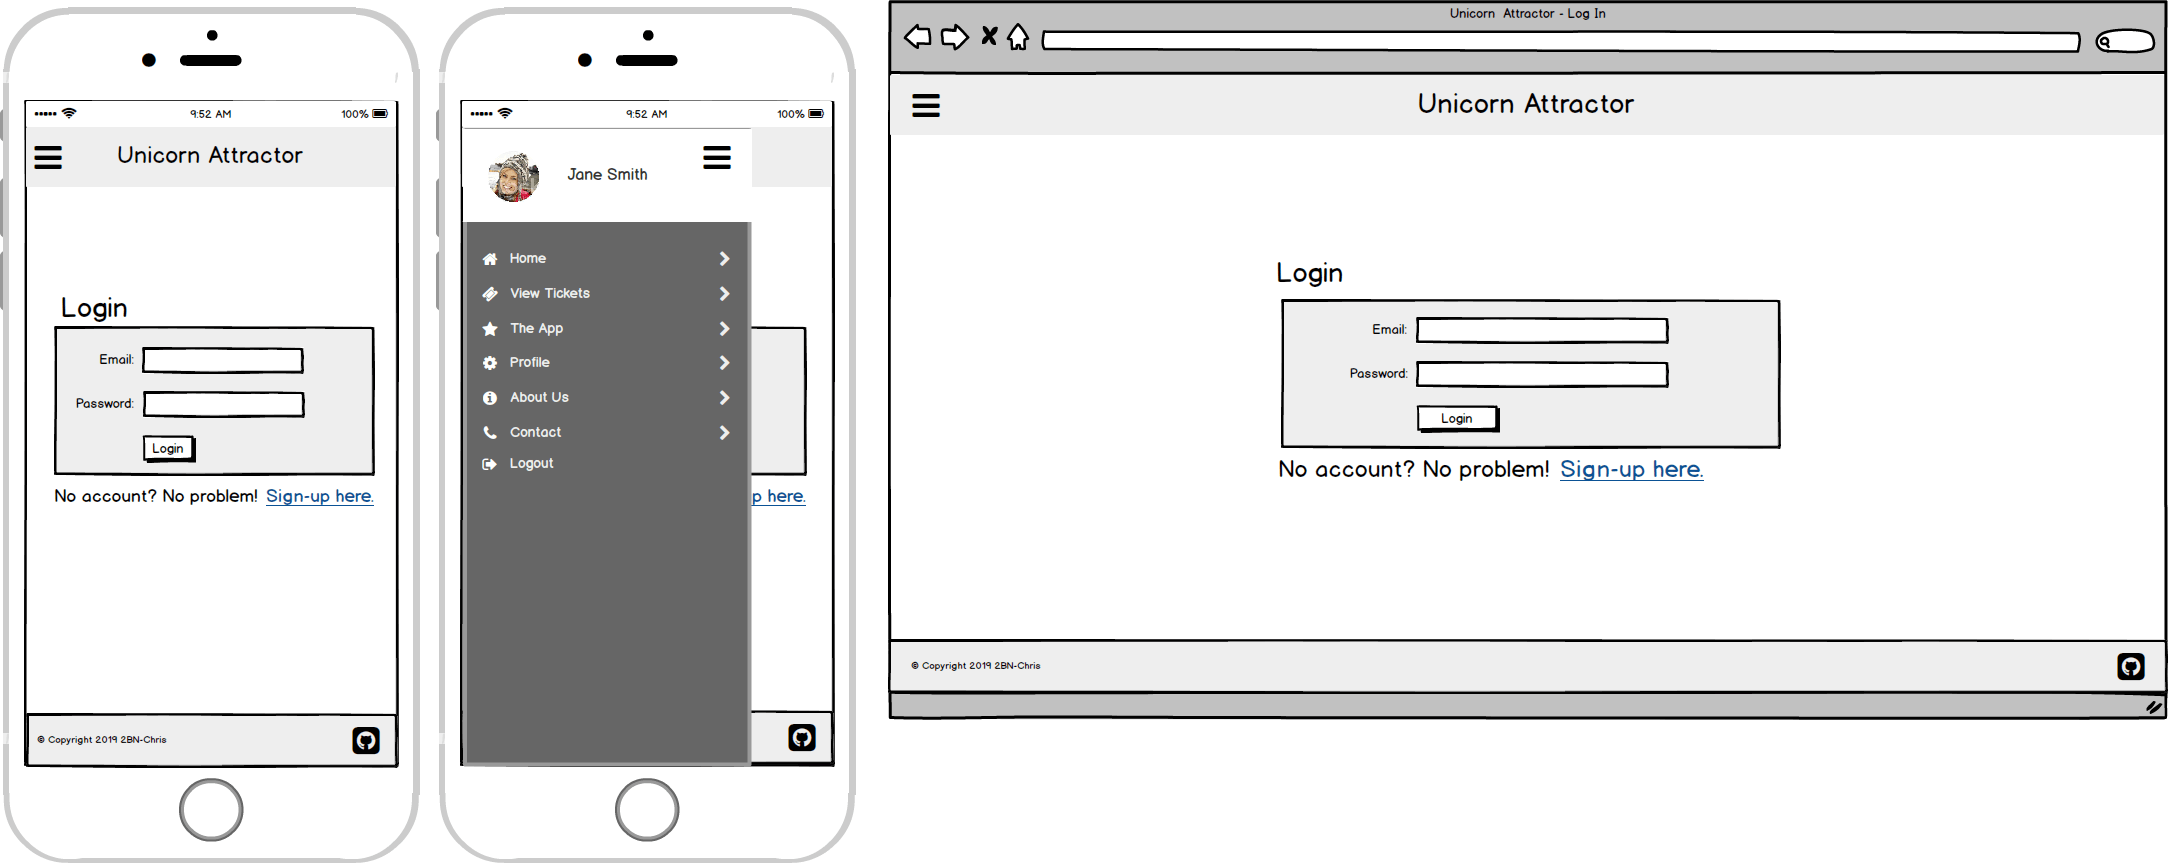 9:52 AM 100%
Unicorn Attractor
Login
Email:
Password:
Login
No account? No problem! Sign-up here.
© Copyright 2019 2BN-Chris
9:52 AM 100%
Jane Smith
Home
View Tickets
The App
Profile
About Us
Contact
Logout
p here.
Unicorn Attractor - Log In
Unicorn Attractor
Login
Email:
Password:
Login
No account? No problem! Sign-up here.
© Copyright 2019 2BN-Chris